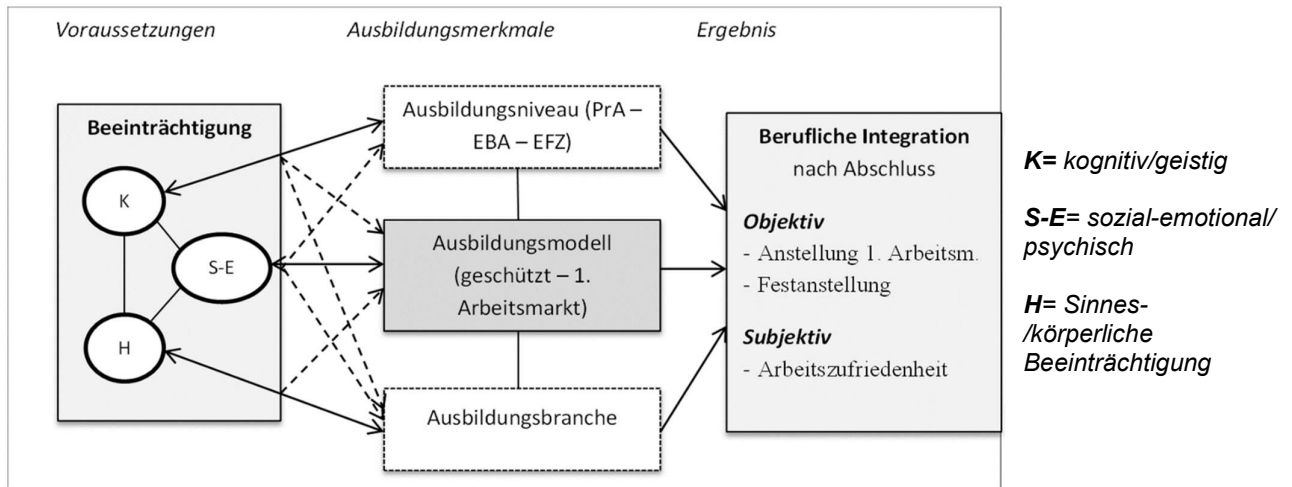 Voraussetzungen
Ausbildungsmerkmale
Ergebnis
Beeinträchtigung
K
S-E
H
Ausbildungsniveau (PrA –
EBA – EFZ)
Ausbildungsmodell
(geschützt – 1.
Arbeitsmarkt)
Ausbildungsbranche
Berufliche Integration
nach Abschluss
Objektiv
- Anstellung 1. Arbeitsm.
- Festanstellung
Subjektiv
- Arbeitszufriedenheit
K= kognitiv/geistig
S-E= sozial-emotional/
psychisch
H= Sinnes-
/körperliche
Beeinträchtigung